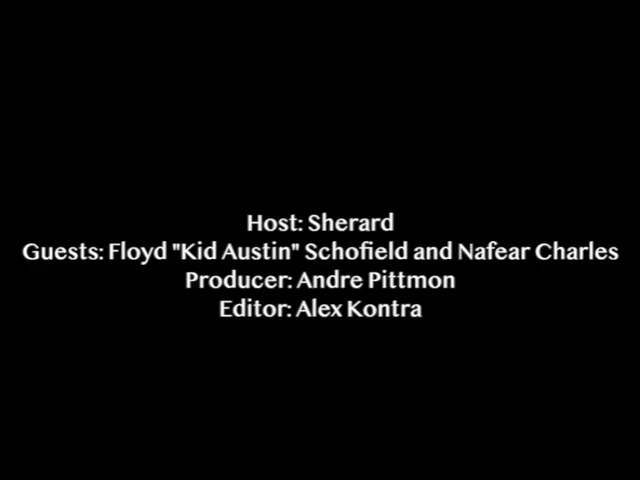 Host: Sherard
Guests: Floyd "Kid Austin" Schofield and Nafear Charles
Producer: Andre Pittmon
Editor: Alex Kontra